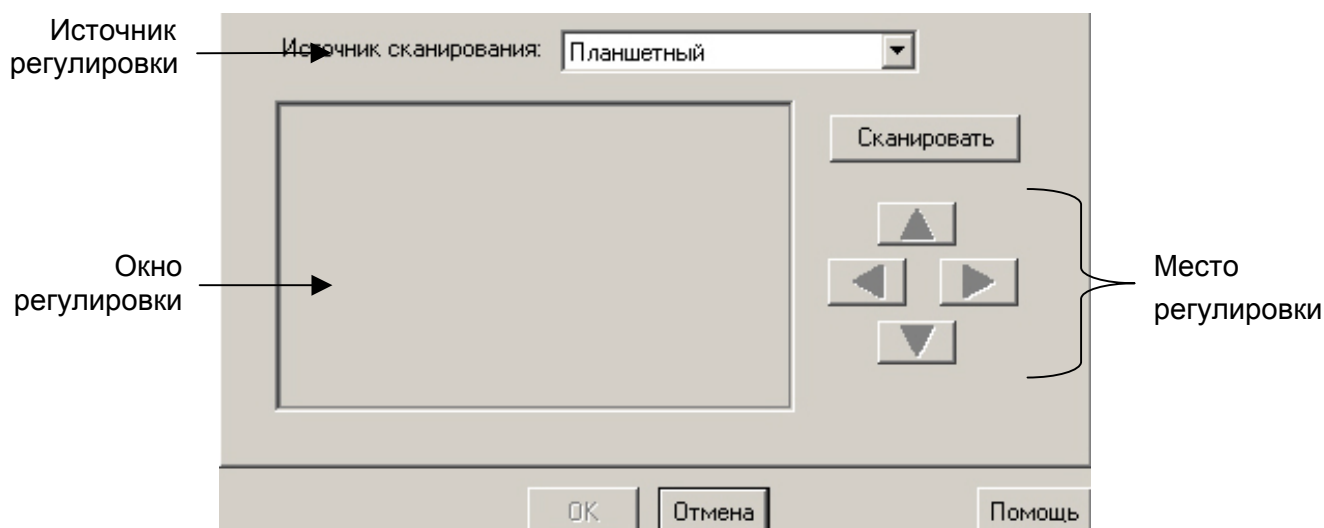 Источник
регулировки
Источник сканирования:
Планшетный
Сканировать
Окно
регулировки
Место
регулировки
OK
Отмена
Помощь